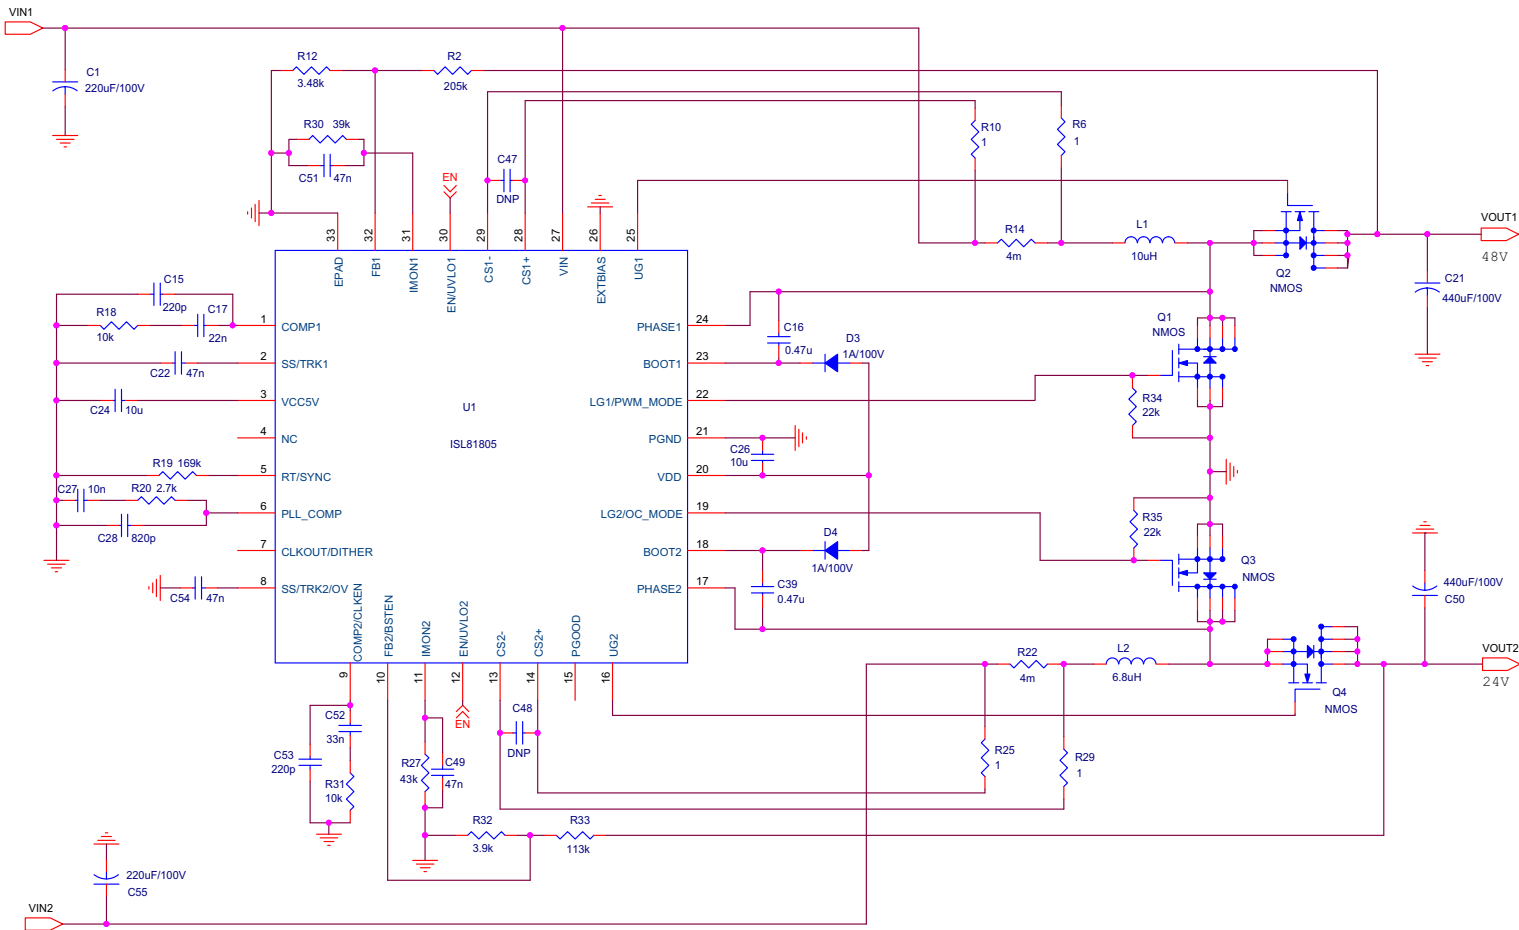 VIN1
C1
220uF/100V
R12
3.48k
R2
205k
R30 39k
C51 47n
EN
C47
DNP
R10
1
R6
1
R14
4m
L1
10uH
Q2
NMOS
VOUT1
48V
C21
440uF/100V
33
32
31
30
29
28
27
26
25
EPAD
FB1
IMON1
EN/UVLO1
CS1-
CS1+
VIN
EXTBIAS
UG1
C15
220p
R18
10k
C17
22n
C22 47n
C24 10u
R19 169k
C27 10n
R20 2.7k
C28 820p
C54 47n
1 COMP1
2 SS/TRK1
3 VCC5V
4 NC
5 RT/SYNC
6 PLL_COMP
7 CLKOUT/DITHER
8 SS/TRK2/OV
U1
ISL81805
PHASE1 24
BOOT1 23
LG1/PWM_MODE 22
PGND 21
VDD 20
LG2/OC_MODE 19
BOOT2 18
PHASE2 17
C16
0.47u
D3
1A/100V
C26
10u
D4
1A/100V
C39
0.47u
Q1
NMOS
R34
22k
R35
22k
Q3
NMOS
440uF/100V
C50
COMP2/CLKEN
FB2/BSTEN
IMON2
EN/UVLO2
CS2-
CS2+
PGOOD
UG2
9
10
11
12
13
14
15
16
EN
C48
DNP
C52
33n
C53
220p
R31
10k
R27
43k
C49
47n
R32
3.9k
R33
113k
R25
1
R29
1
R22
4m
L2
6.8uH
Q4
NMOS
VOUT2
24V
220uF/100V
C55
VIN2